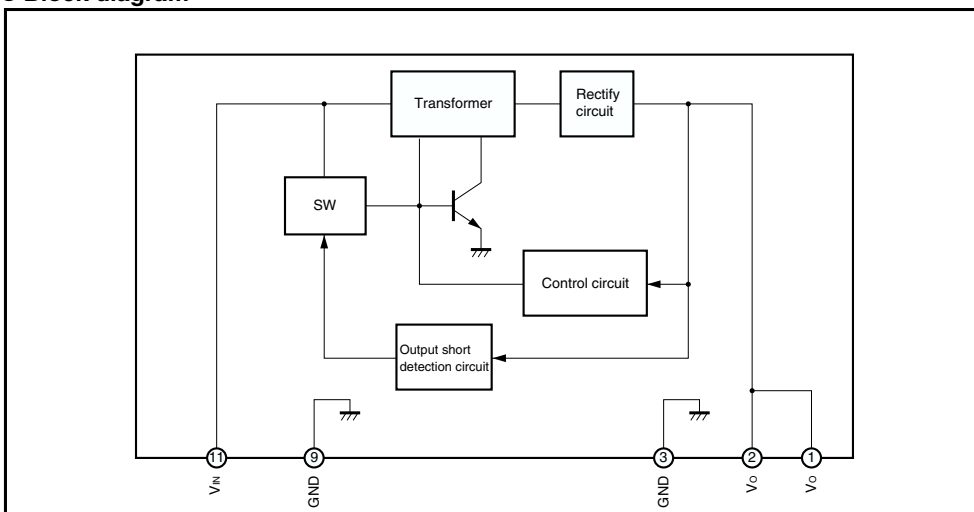 Block diagram
Transformer
Rectify
circuit
SW
Control circuit
Output short
detection circuit
11
9
3
2
1
VIN
GND
GND
VO
VO